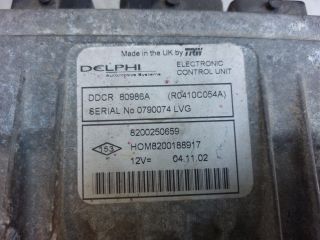 Made in the UK by TRW
DELPHI
Automotive Systems
ELECTRONIC
CONTROL UNIT
DDCR 80986A (R0410C054A)
SERIAL No 0790074 LVG
8200250659
153
HOM8200188917
12V= 04.11.02